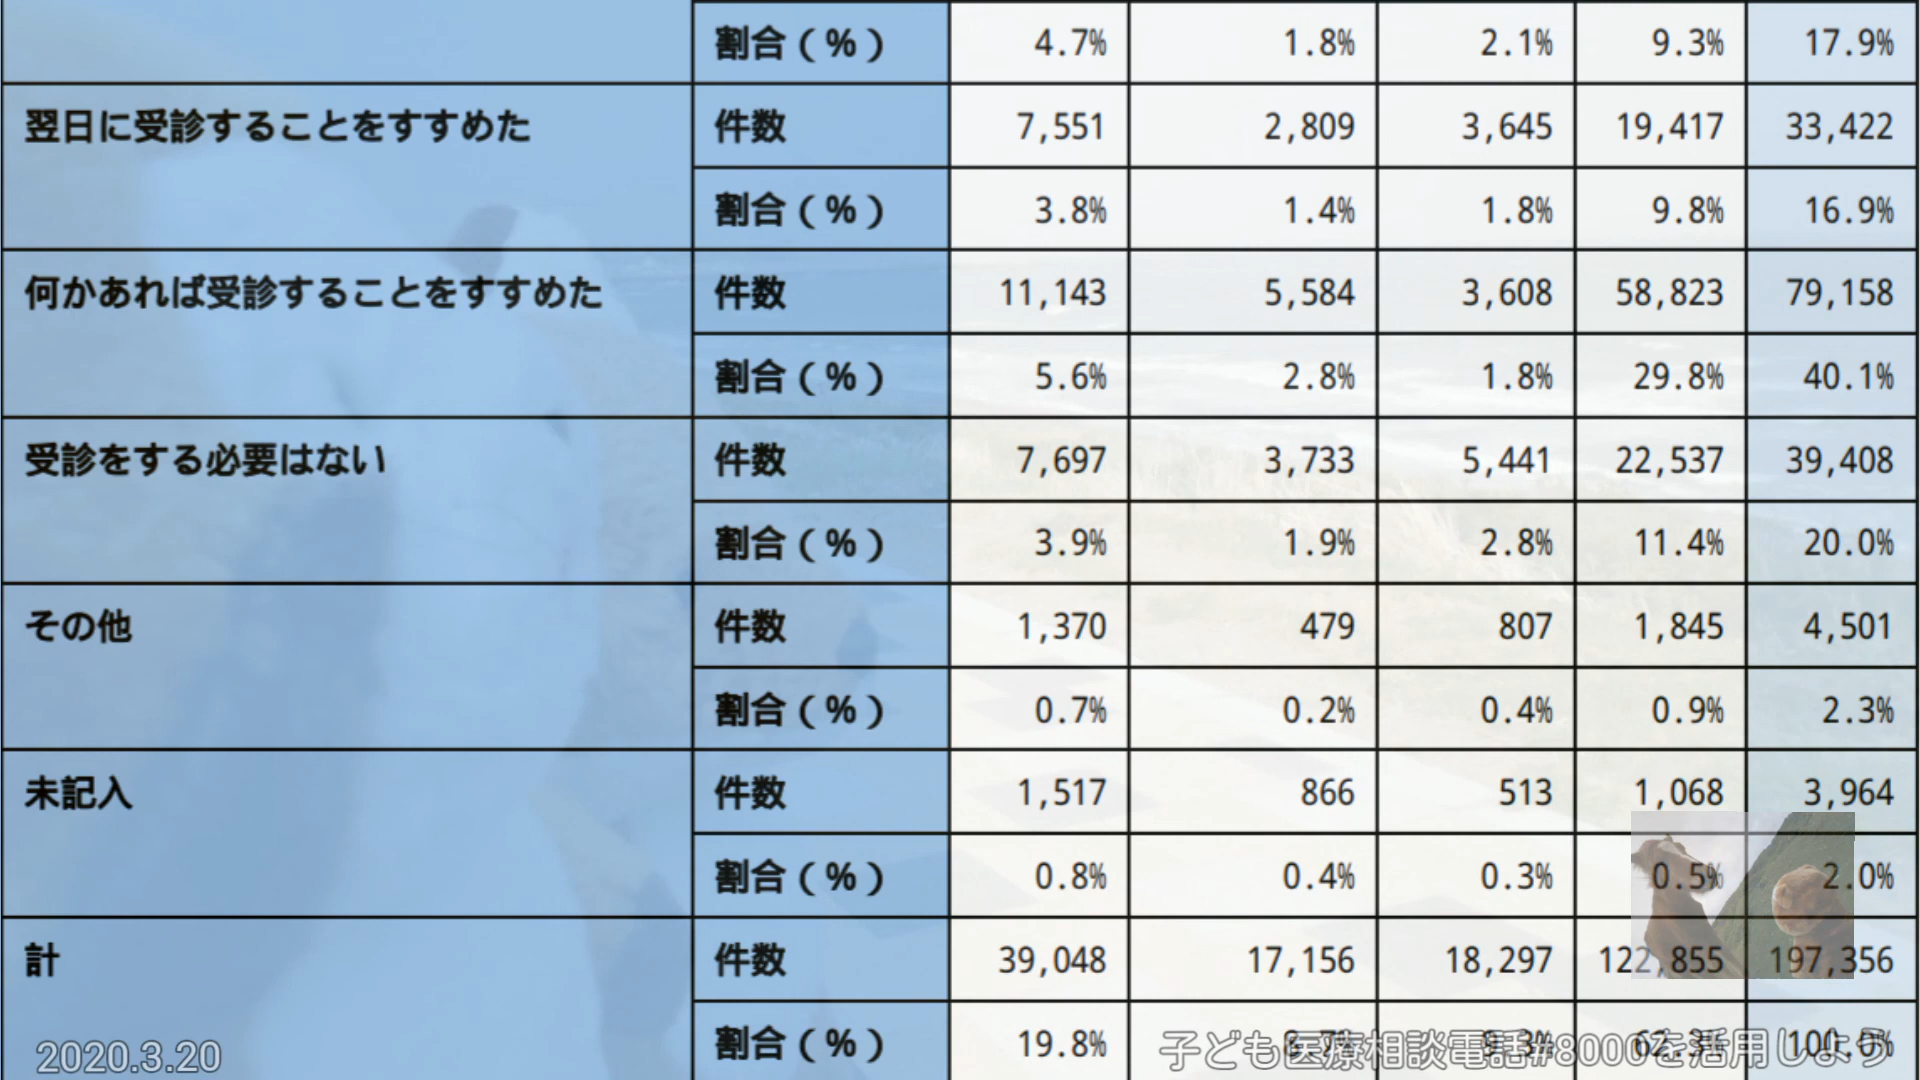 割合(%) 4.7% 1.8% 2.1% 9.3% 17.9%
翌日に受診することをすすめた 件数 7,551 2,809 3,645 19,417 33,422
割合(%) 3.8% 1.4% 1.8% 9.8% 16.9%
何かあれば受診することをすすめた 件数 11,143 5,584 3,608 58,823 79,158
割合(%) 5.6% 2.8% 1.8% 29.8% 40.1%
受診をする必要はない 件数 7,697 3,733 5,441 22,537 39,408
割合(%) 3.9% 1.9% 2.8% 11.4% 20.0%
その他 件数 1,370 479 807 1,845 4,501
割合(%) 0.7% 0.2% 0.4% 0.9% 2.3%
未記入 件数 1,517 866 513 1,068 3,964
割合(%) 0.8% 0.4% 0.3% 0.5% 2.0%
計 件数 39,048 17,156 18,297 122,855 197,356
割合(%) 19.8% 8.7% 9.3% 62.3% 100.0%
2020.3.20 子ども医療相談電話#8000を活用しよう